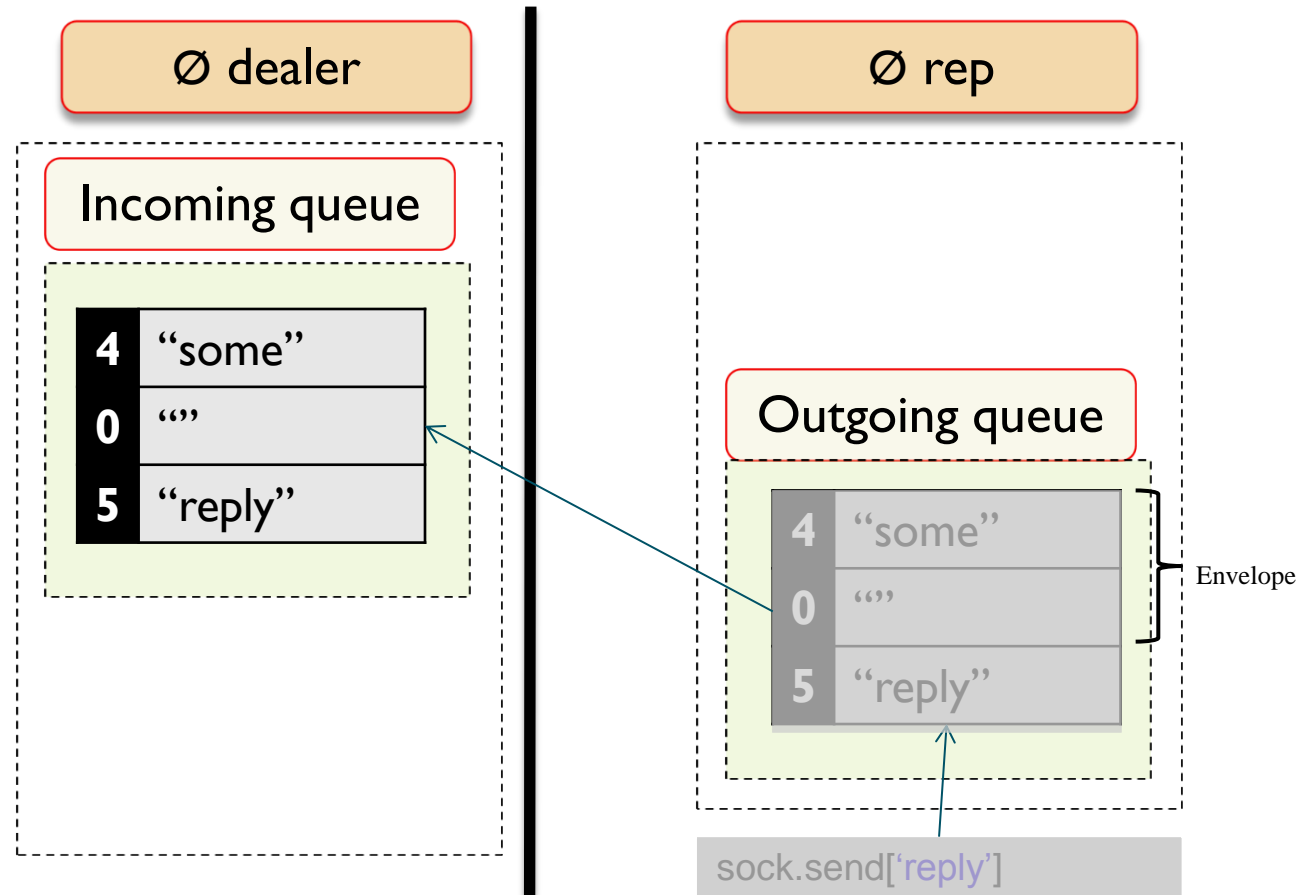 Ø dealer
Incoming queue
4 “some”
0 “”
5 “reply”
Ø rep
Outgoing queue
4 “some”
0 “”
5 “reply”
Envelope
sock.send[‘reply’]